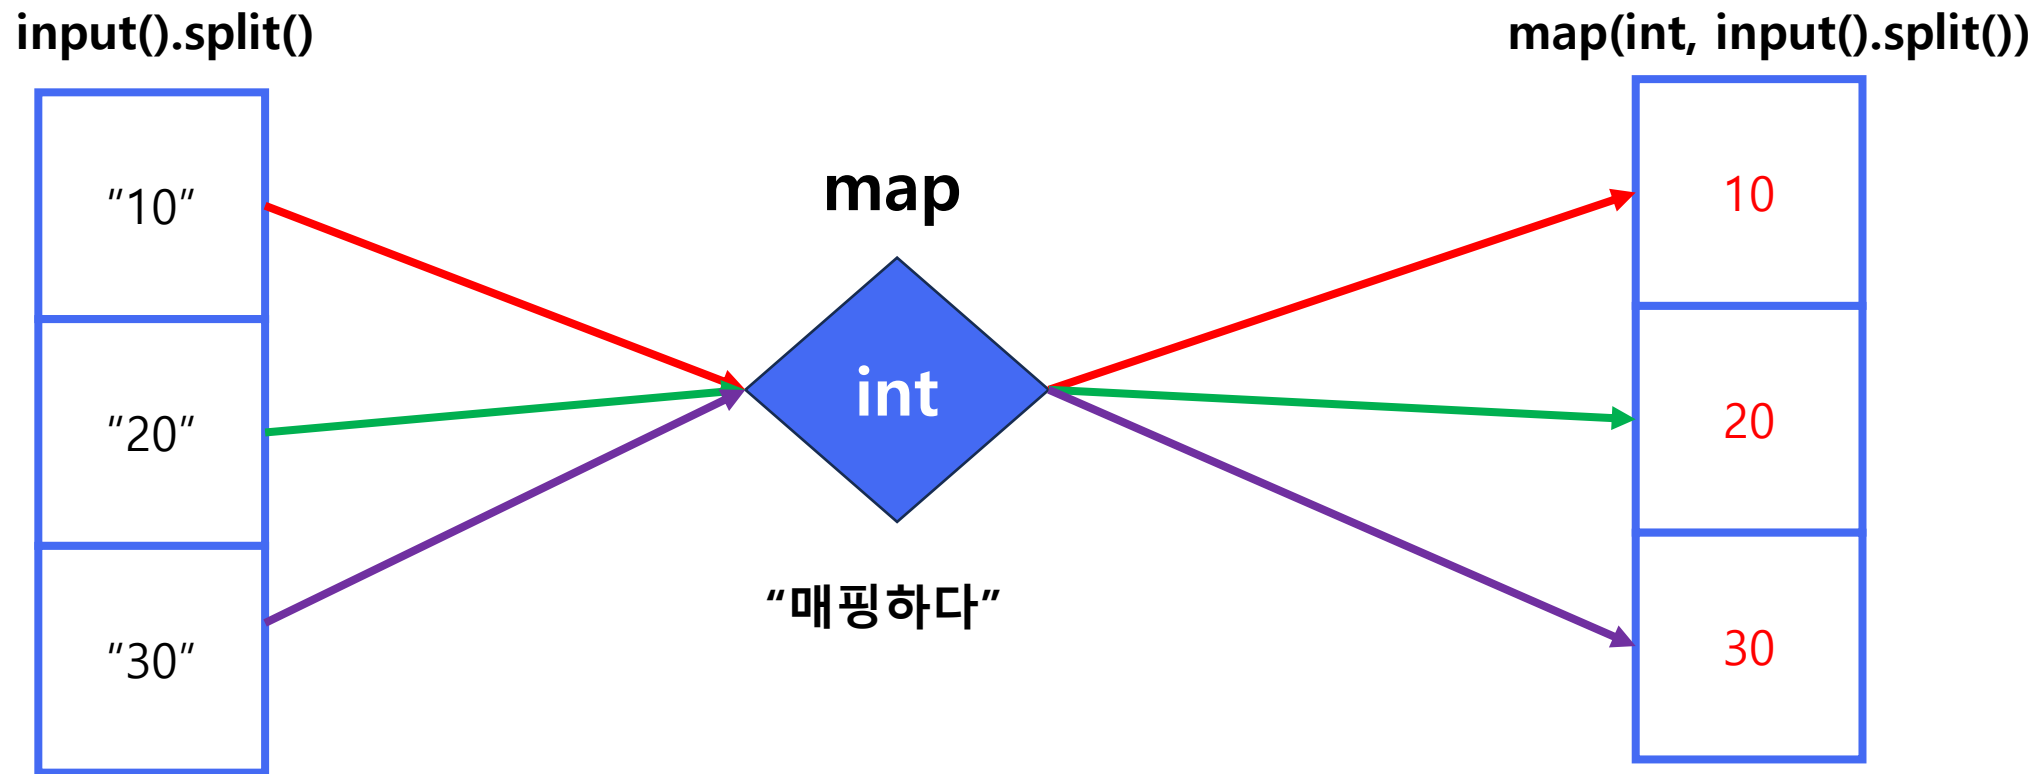 input().split()
map(int, input().split())
"10"
"20"
"30"
map
int
“매핑하다”
10
20
30